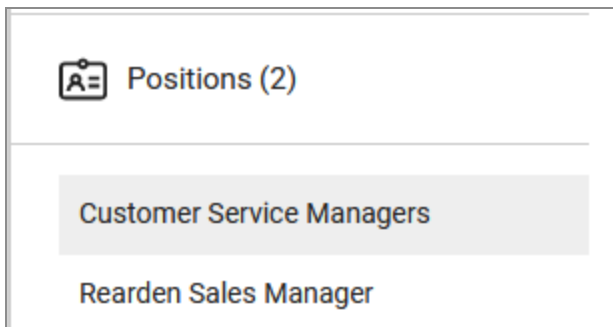 Positions (2)
Customer Service Managers
Rearden Sales Manager